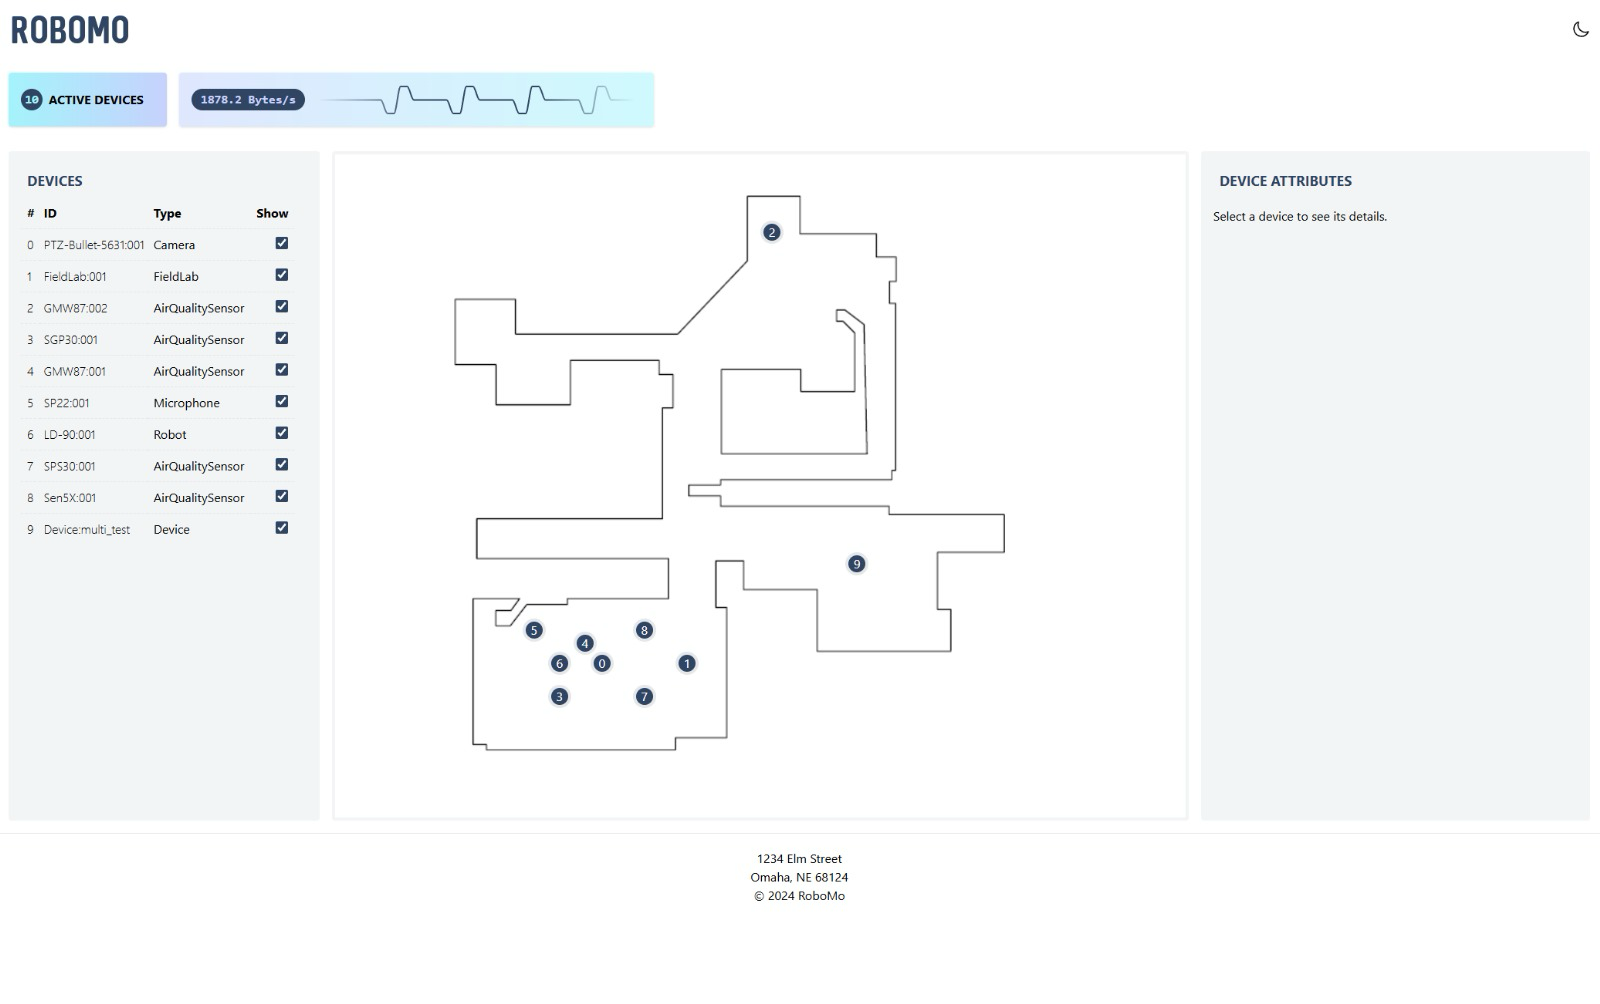 ROBOMO
10 ACTIVE DEVICES
1878.2 Bytes/s
DEVICES
# ID Type Show
0 PTZ-Bullet-5631:001 Camera
1 FieldLab:001 FieldLab
2 GMW87:002 AirQualitySensor
3 SGP30:001 AirQualitySensor
4 GMW87:001 AirQualitySensor
5 SP22:001 Microphone
6 LD-90:001 Robot
7 SPS30:001 AirQualitySensor
8 Sen5X:001 AirQualitySensor
9 Device:multi_test Device
2
9
5
8
4
6
0
1
3
7
DEVICE ATTRIBUTES
Select a device to see its details.
1234 Elm Street
Omaha, NE 68124
© 2024 RoboMo